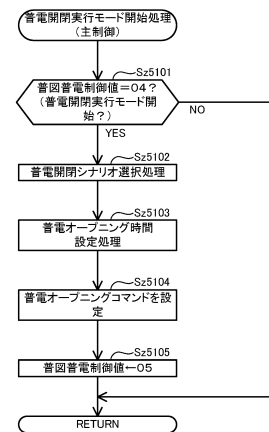 普電開閉実行モード開始処理
(主制御)
Sz5101
普図普電制御値=04?
(普電開閉実行モード開
始?)
NO
YES
Sz5102
普電開閉シナリオ選択処理
Sz5103
普電オープニング時間
設定処理
Sz5104
普電オープニングコマンドを設
定
Sz5105
普図普電制御値←05
RETURN